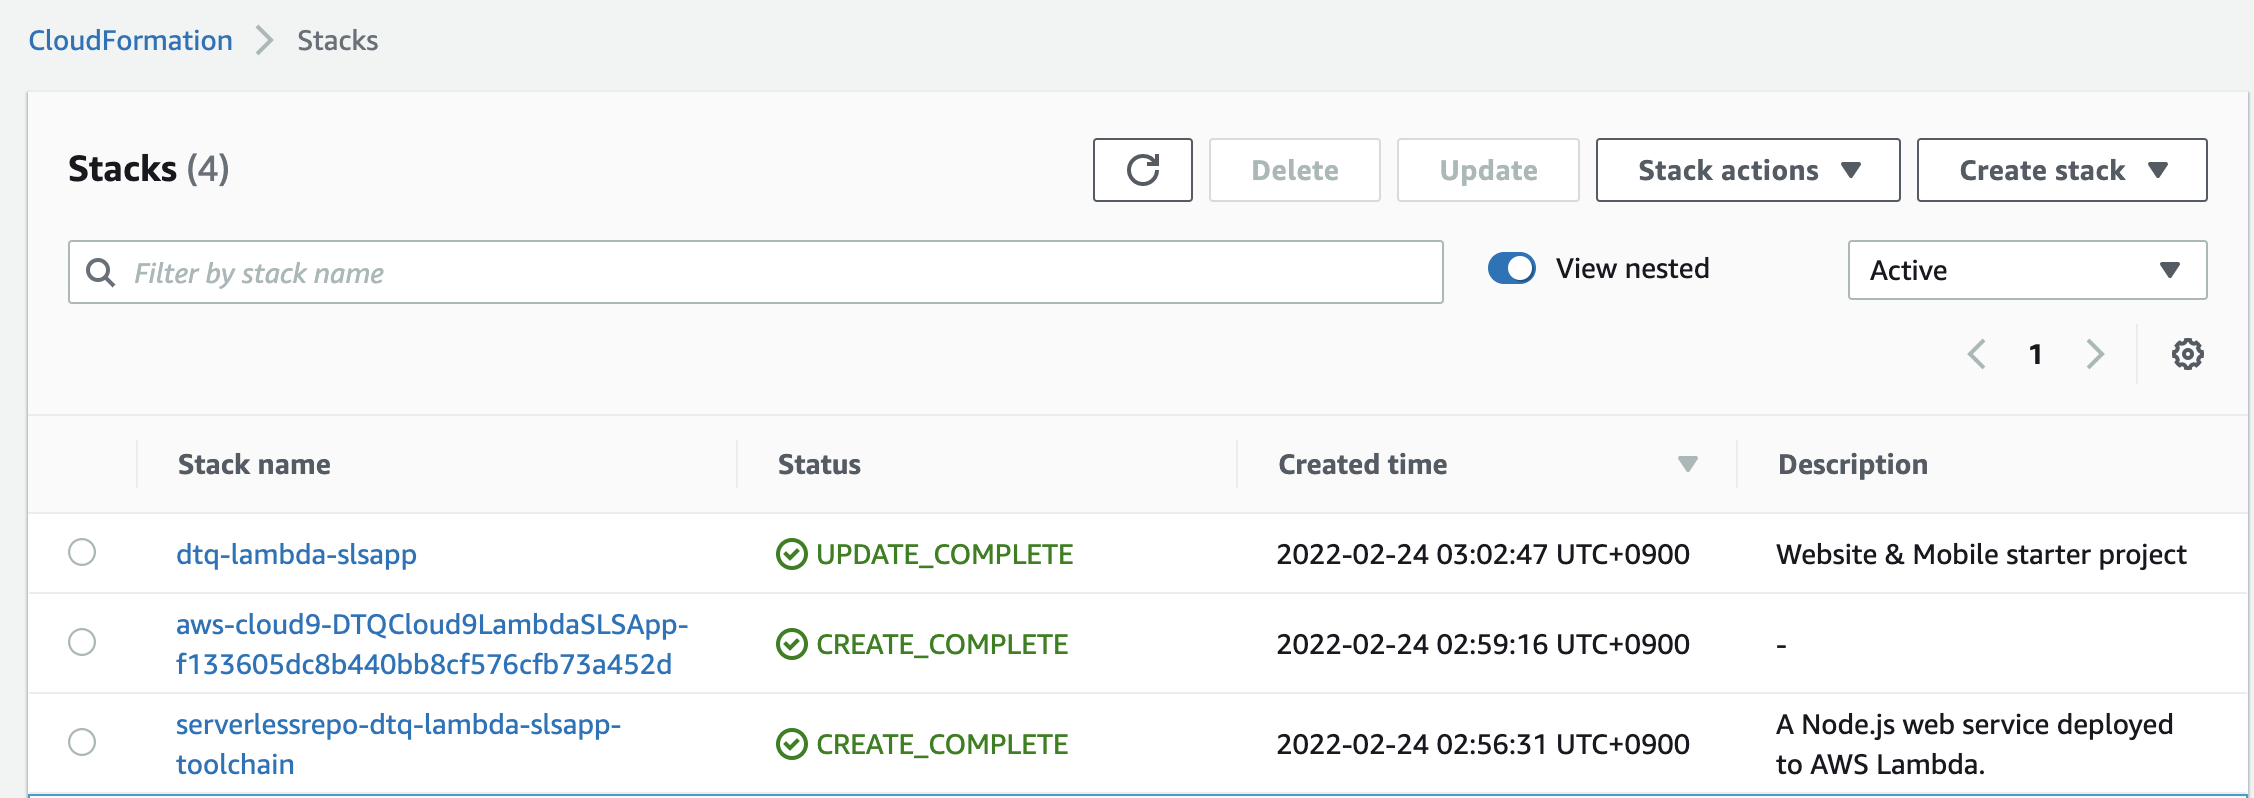 CloudFormation > Stacks
Stacks (4)
Delete
Update
Stack actions
Create stack
Filter by stack name
View nested
Active
1
Stack name Status Created time Description
dtq-lambda-slsapp UPDATE_COMPLETE 2022-02-24 03:02:47 UTC+0900 Website & Mobile starter project
aws-cloud9-DTQCloud9LambdaSLSApp-
f133605dc8b440bb8cf576cfb73a452d CREATE_COMPLETE 2022-02-24 02:59:16 UTC+0900 -
serverlessrepo-dtq-lambda-slsapp-
toolchain CREATE_COMPLETE 2022-02-24 02:56:31 UTC+0900 A Node.js web service deployed
to AWS Lambda.